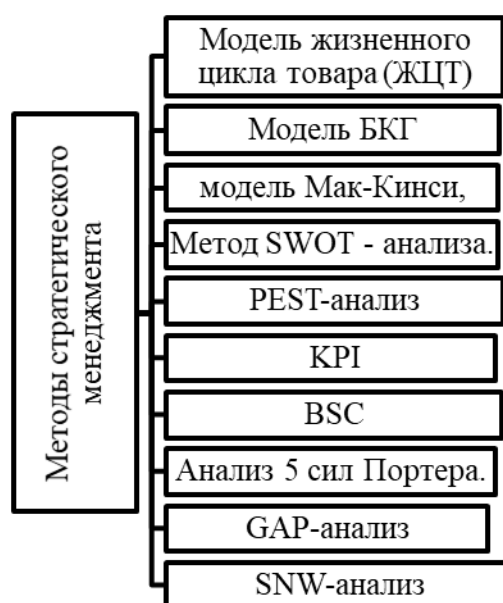 Методы стратегического
менеджмента
Модель жизненного
цикла товара (ЖЦТ)
Модель БКГ
модель Мак-Кинси,
Метод SWOT - анализа.
PEST-анализ
KPI
BSC
Анализ 5 сил Портера.
GAP-анализ
SNW-анализ